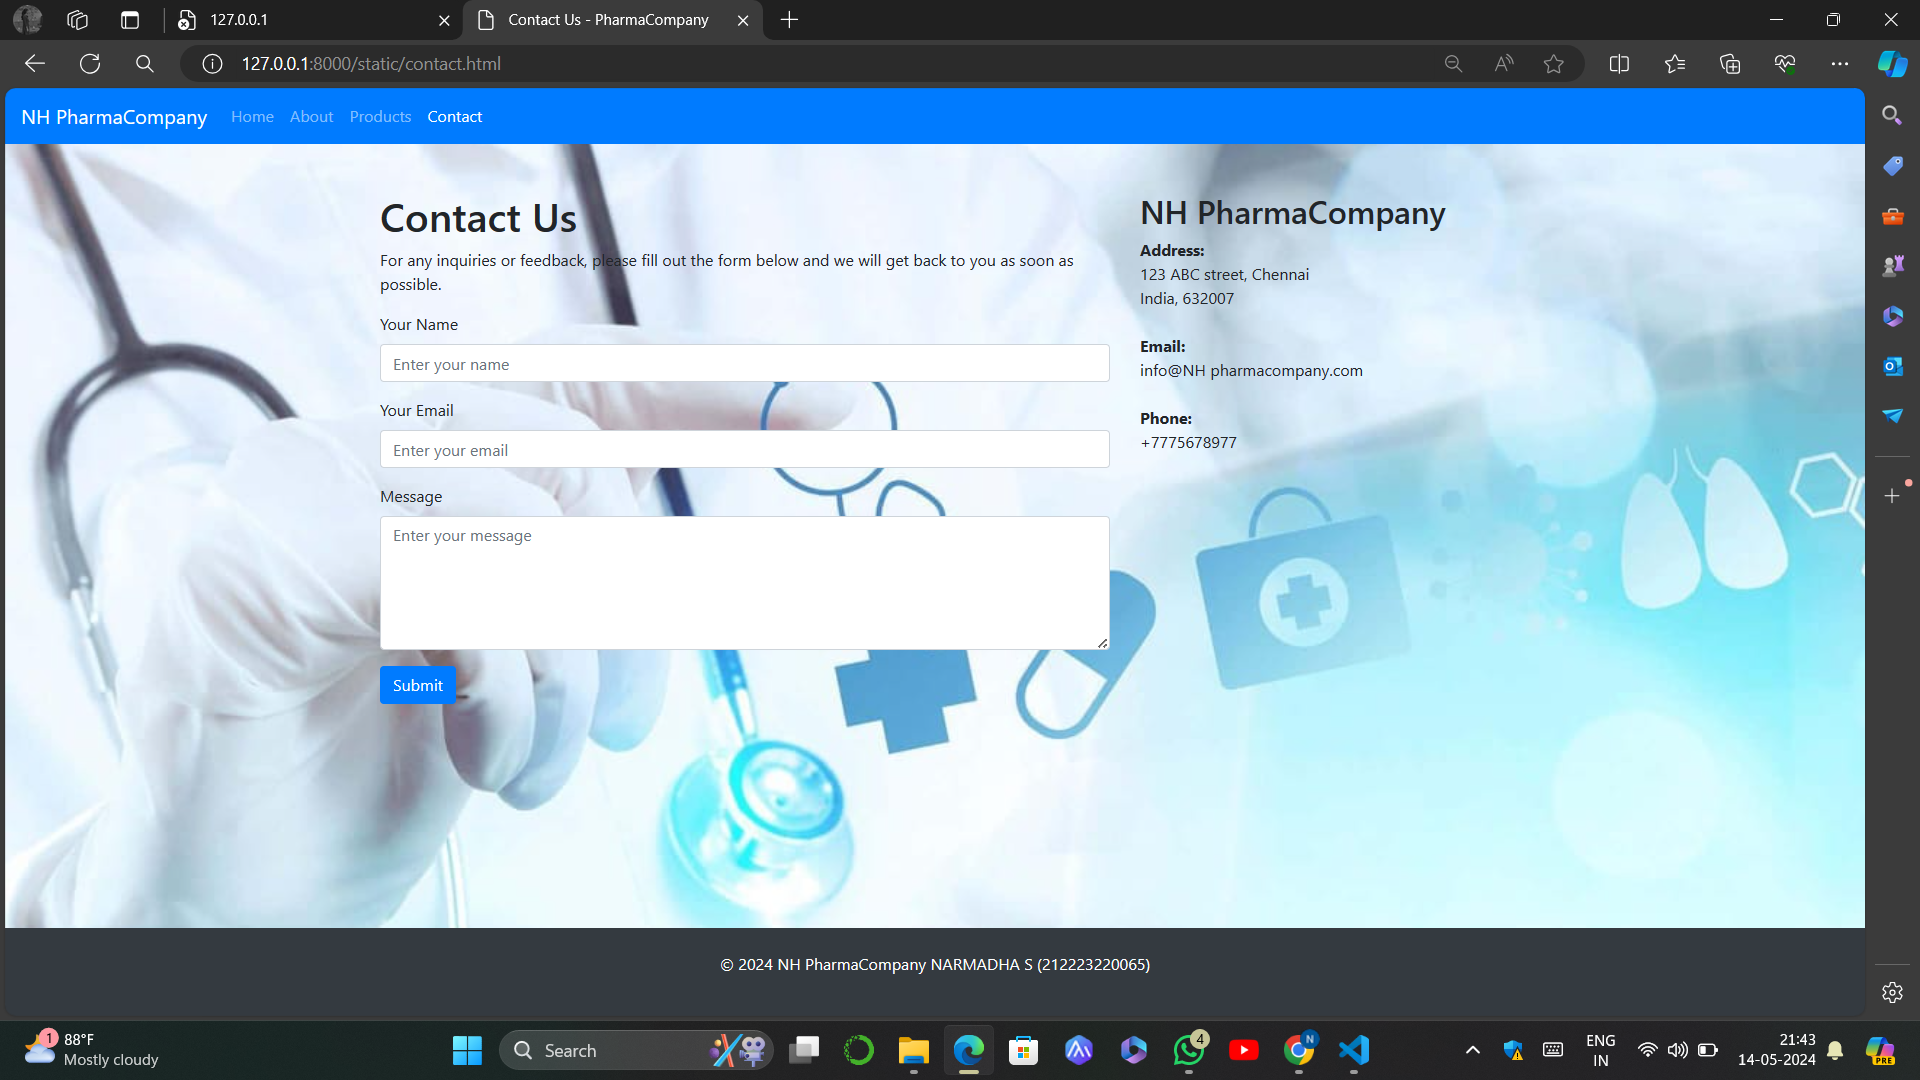 127.0.0.1
Contact Us - PharmaCompany
127.0.0.1:8000/static/contact.html
NH PharmaCompany Home About Products Contact
Contact Us
For any inquiries or feedback, please fill out the form below and we will get back to you as soon as
possible.
Your Name
Enter your name
Your Email
Enter your email
Message
Enter your message
Submit
NH PharmaCompany
Address:
123 ABC street, Chennai
India, 632007
Email:
info@NH pharmacompany.com
Phone:
+7775678977
© 2024 NH PharmaCompany NARMADHA S (212223220065)
1
88°F
Mostly cloudy
Search
4
N
ENG
IN
21:43
14-05-2024
PRE